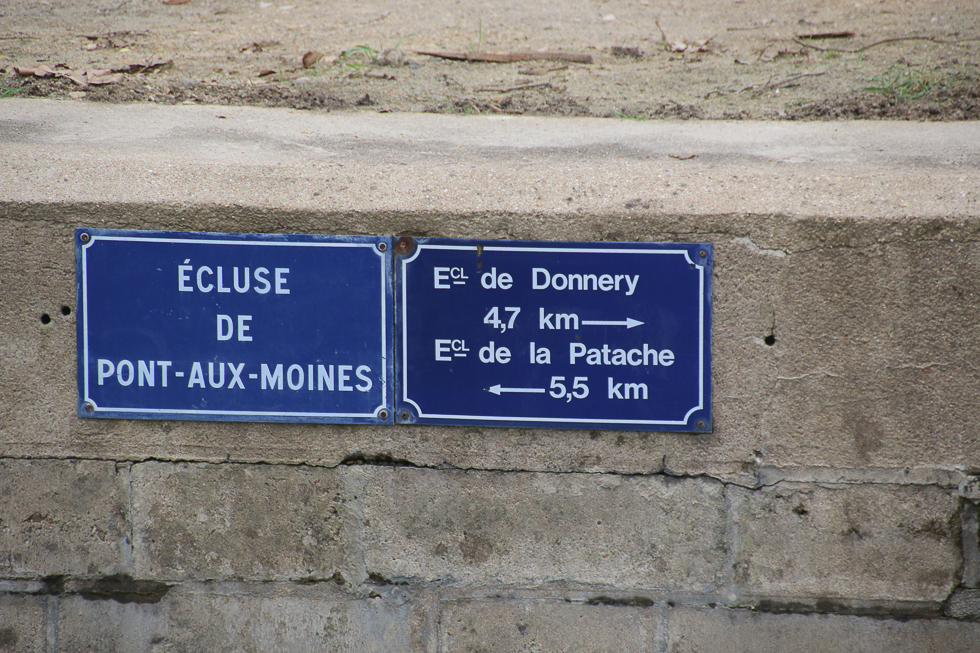 ÉCLUSE
DE
PONT-AUX-MOINES
ECL de Donnery
4,7 km →
ECL de la Patache
← 5,5 km